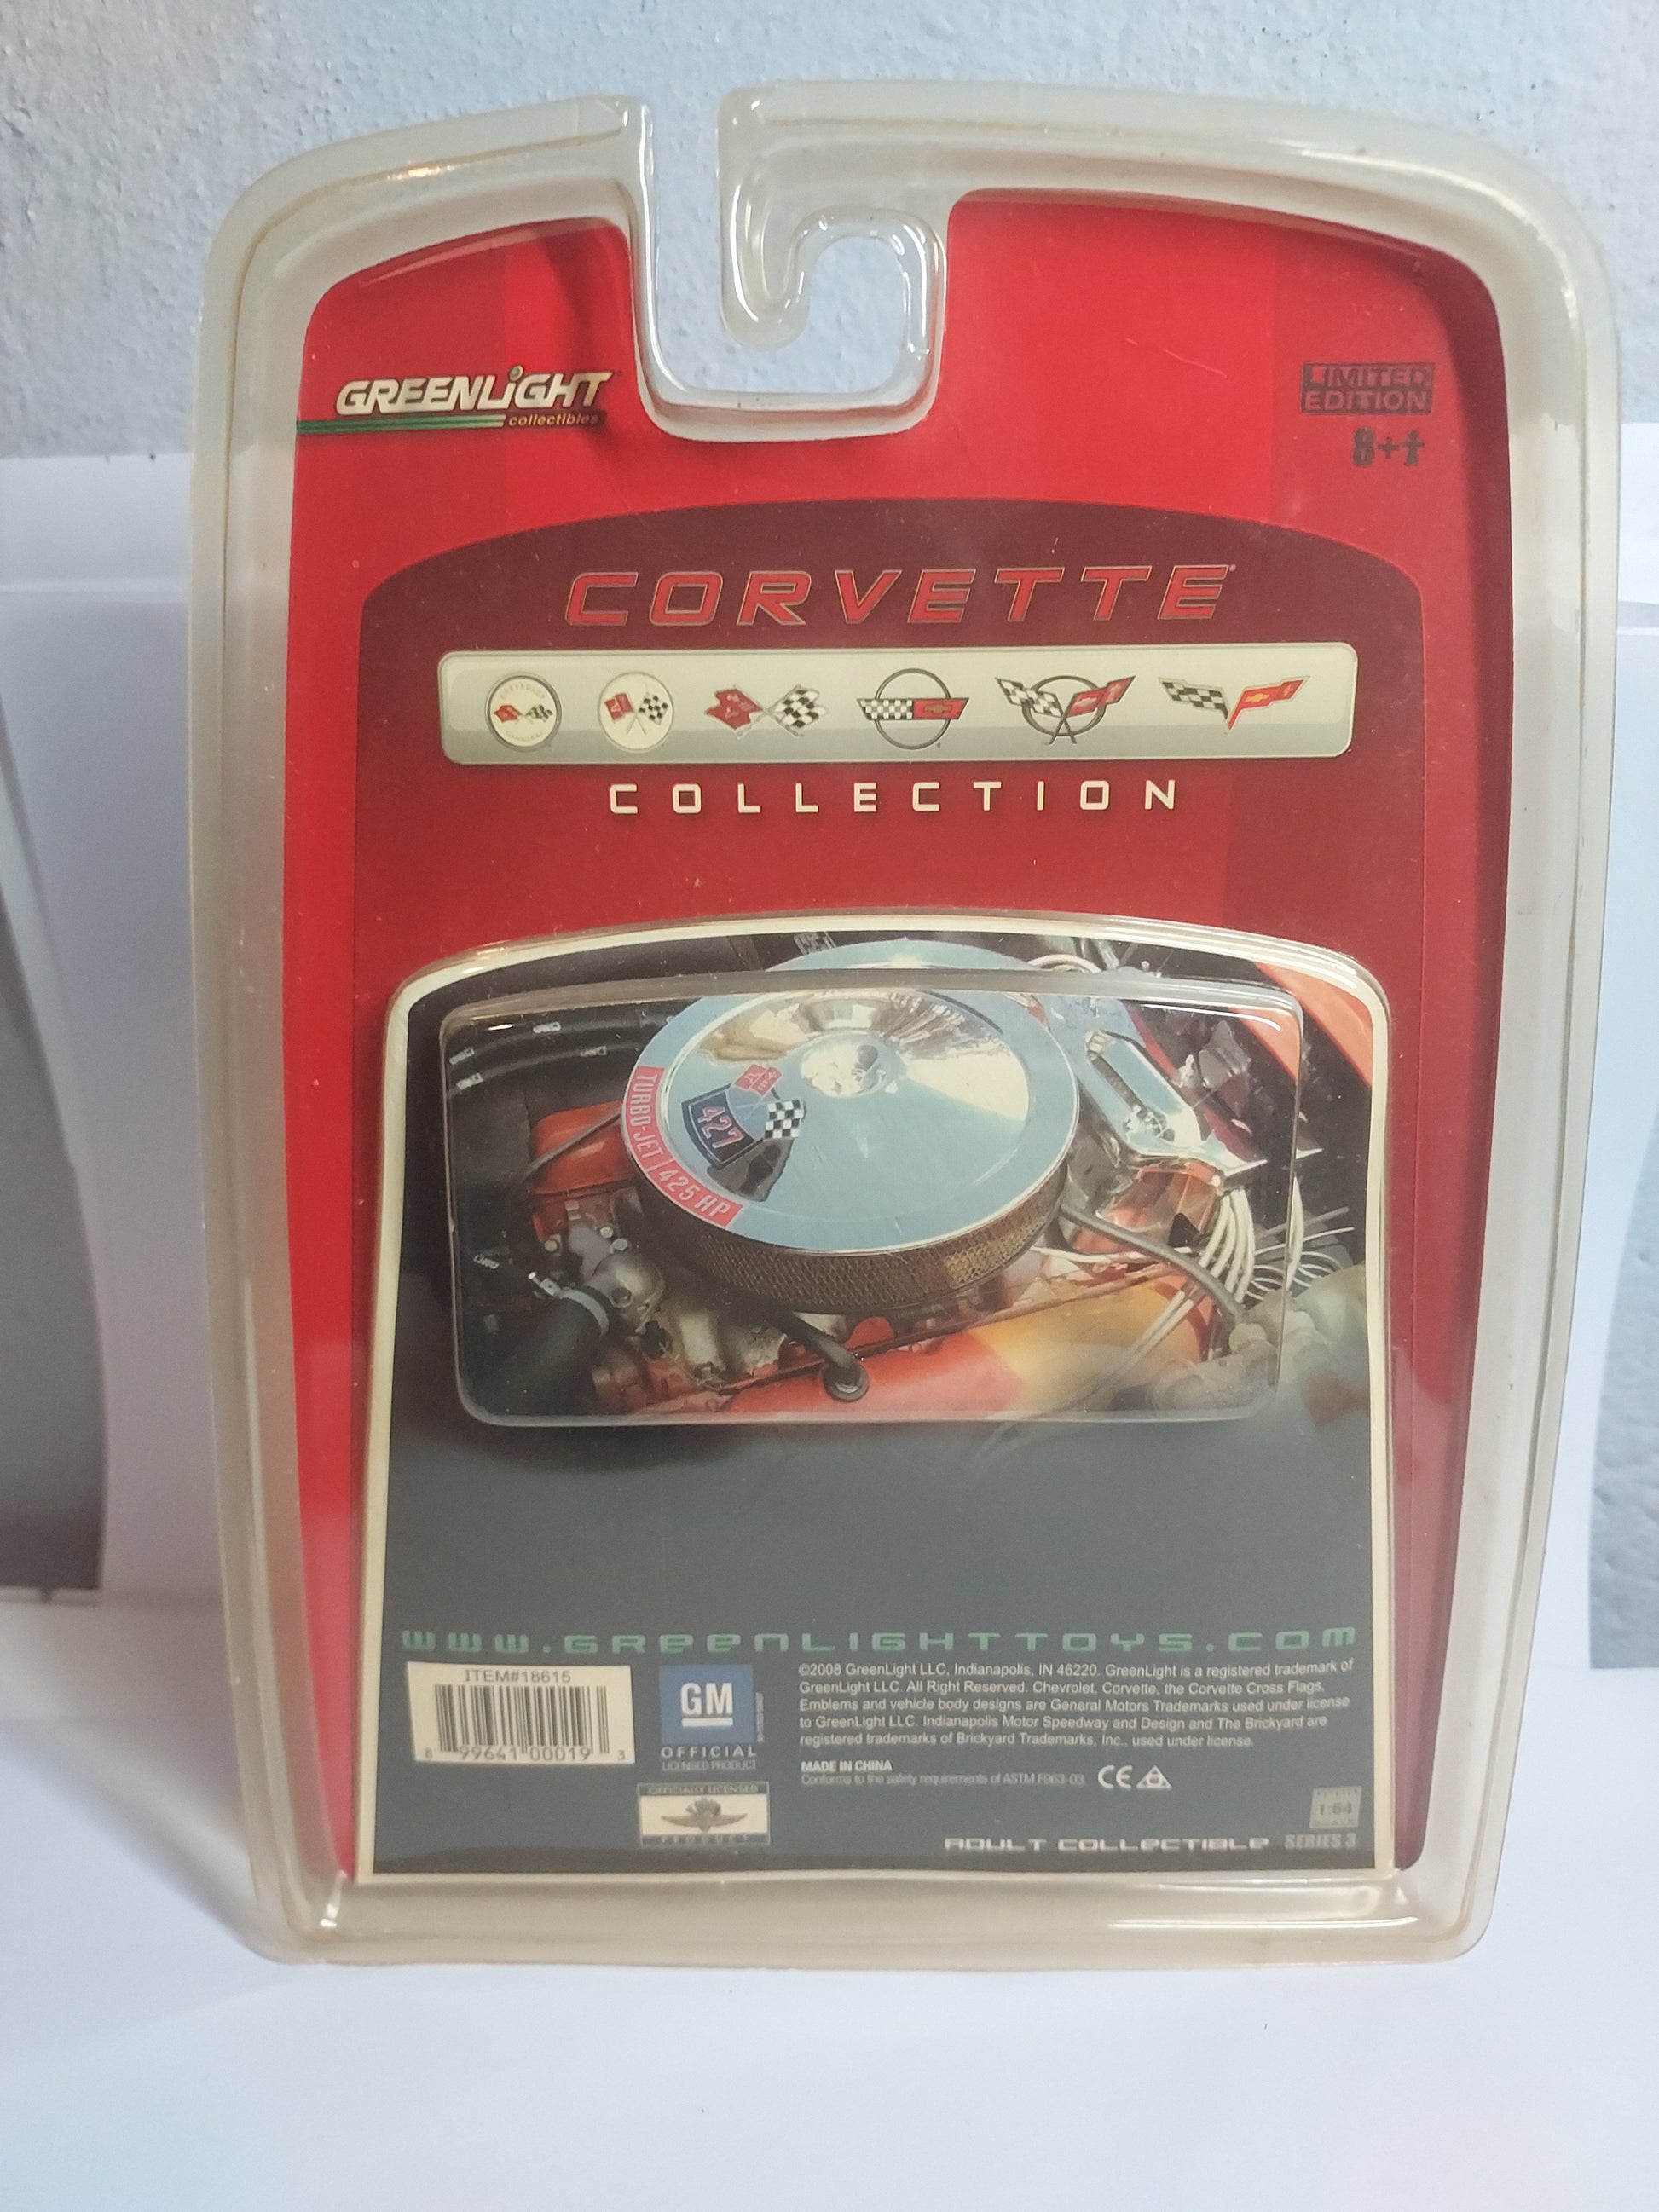 GREENLiGHT
collectibles
LIMITED
EDITION
8+
CORVETTE
CHEVROLET
COLLECTION
427
TURBO-JET 425 HP
www.GREENLIGHTTOYS.COM
ITEM#18615
8 99641 00019 3
GM
OFFICIAL
LICENSED PRODUCT
OFFICIALLY LICENSED
PRODUCT
©2008 GreenLight LLC, Indianapolis, IN 46220. GreenLight is a registered trademark of
GreenLight LLC. All Right Reserved. Chevrolet, Corvette, the Corvette Cross Flags,
Emblems and vehicle body designs are General Motors Trademarks used under license
to GreenLight LLC. Indianapolis Motor Speedway and Design and The Brickyard are
registered trademarks of Brickyard Trademarks, Inc., used under license.
MADE IN CHINA
Conforms to the safety requirements of ASTM F963-03.
CE
1:64
ADULT COLLECTIBLE SERIES 3